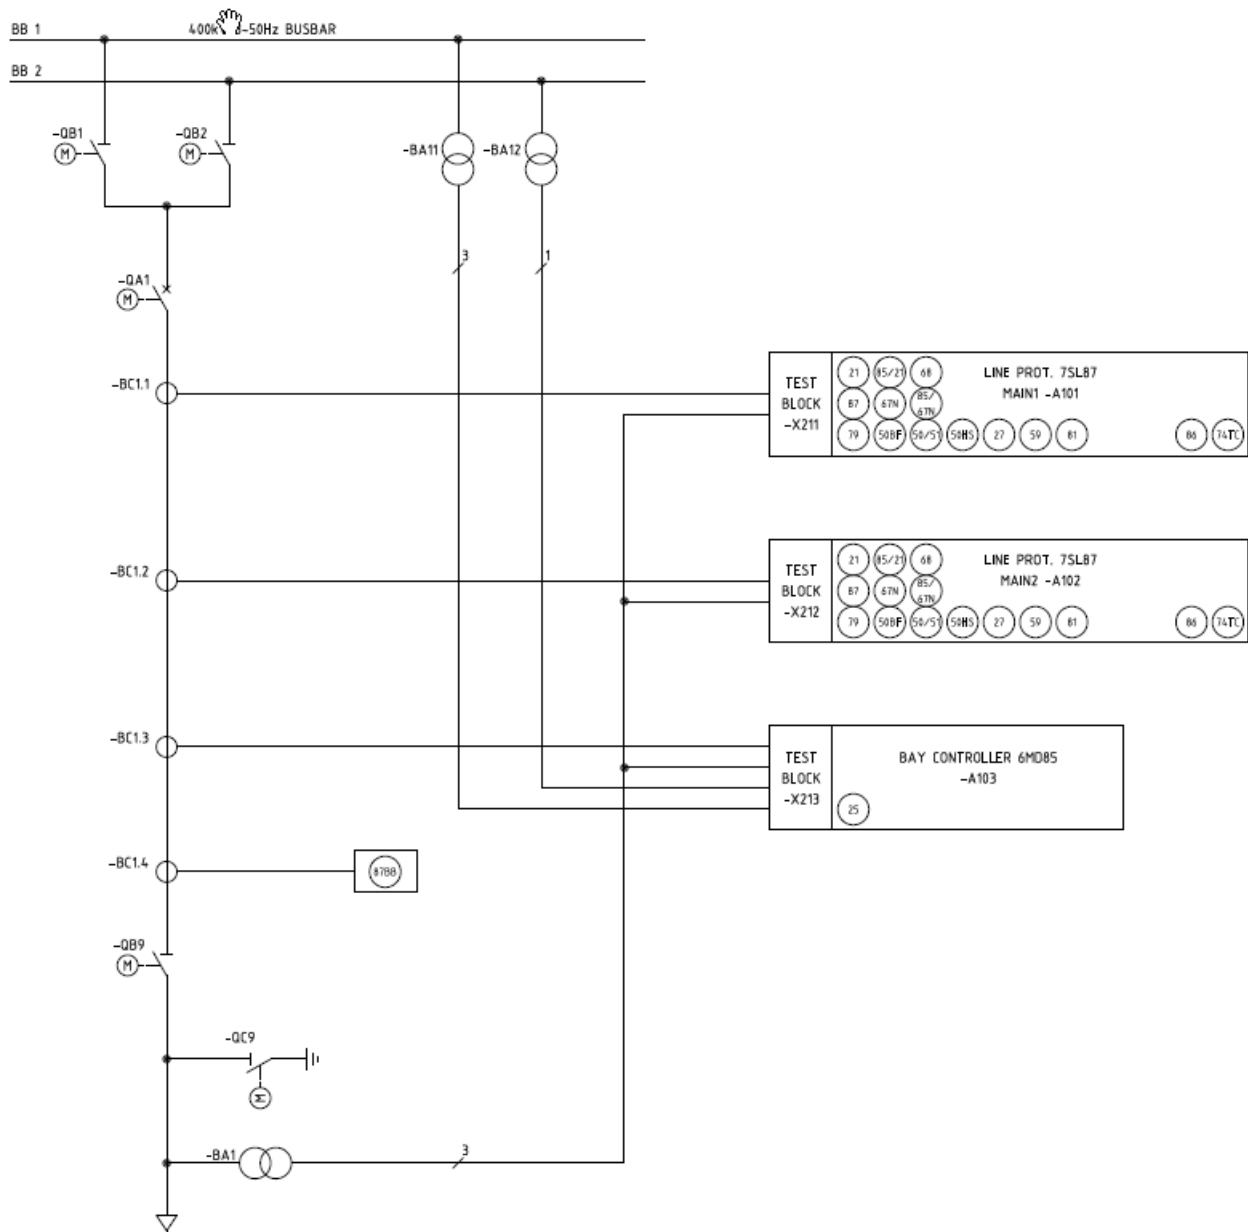 BB 1
400k -50Hz BUSBAR
BB 2
-QB1
M
-QB2
M
-BA11
-BA12
3
1
-QA1
M
-BC1.1
TEST
BLOCK
-X211
21
85/21
68
LINE PROT. 7SL87
MAIN1 -A101
87
67N
85/
67N
79
50BF
50/51
50HS
27
59
81
86
74TC
-BC1.2
TEST
BLOCK
-X212
21
85/21
68
LINE PROT. 7SL87
MAIN2 -A102
87
67N
85/
67N
79
50BF
50/51
50HS
27
59
81
86
74TC
-BC1.3
TEST
BLOCK
-X213
BAY CONTROLLER 6MD85
-A103
25
-BC1.4
87BB
-QB9
M
-QC9
M
-BA1
3